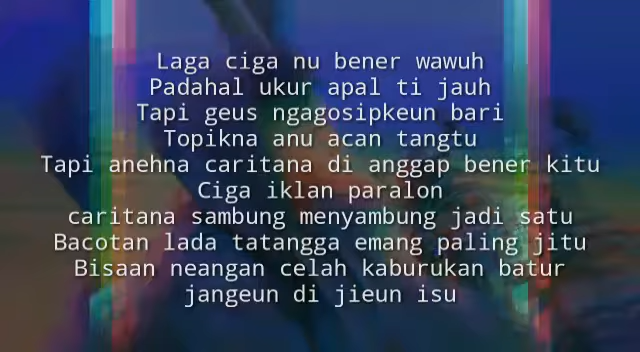 Laga ciga nu bener wawuh
Padahal ukur apal ti jauh
Tapi geus ngagosipkeun bari
Topikna anu acan tangtu
Tapi anehna caritana di anggap bener kitu
Ciga iklan paralon
caritana sambung menyambung jadi satu
Bacotan lada tatangga emang paling jitu
Bisaan neangan celah kaburukan batur
jangeun di jieun isu